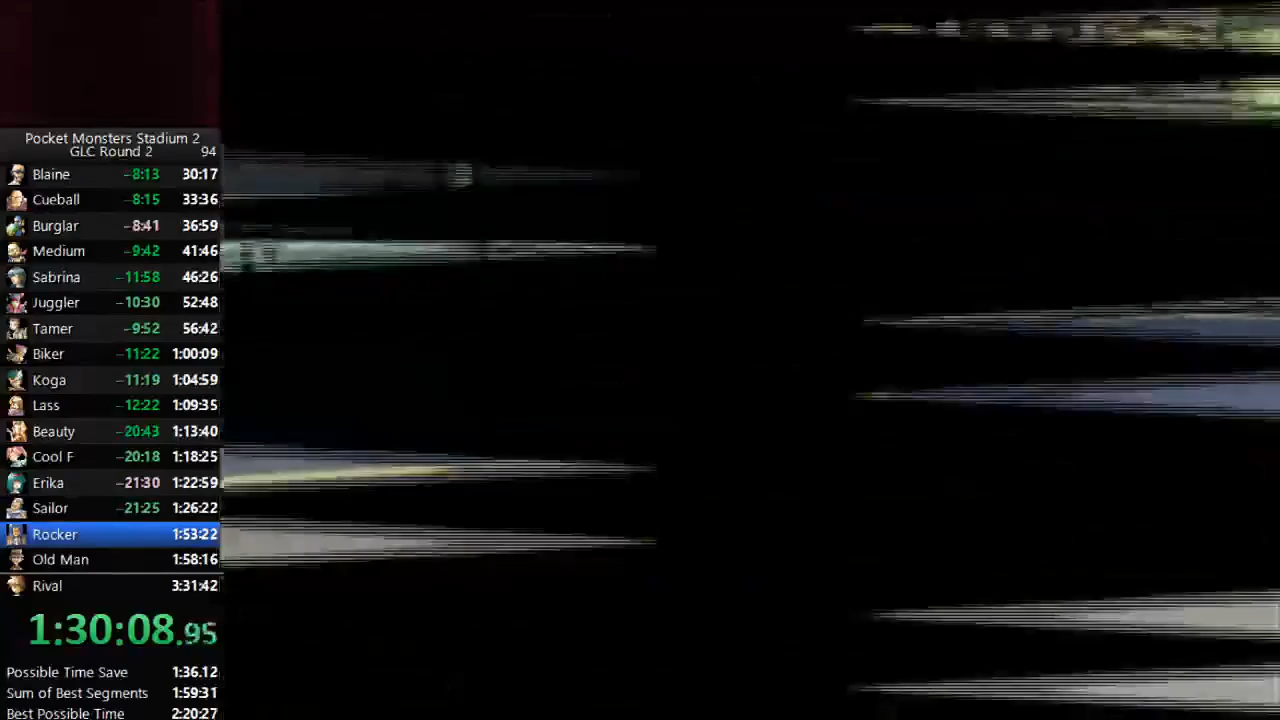 Pocket Monsters Stadium 2
GLC Round 2 94
Blaine -8:13 30:17
Cueball -8:15 33:36
Burglar -8:41 36:59
Medium -9:42 41:46
Sabrina -11:58 46:26
Juggler -10:30 52:48
Tamer -9:52 56:42
Biker -11:22 1:00:09
Koga -11:19 1:04:59
Lass -12:22 1:09:35
Beauty -20:43 1:13:40
Cool F -20:18 1:18:25
Erika -21:30 1:22:59
Sailor -21:25 1:26:22
Rocker 1:53:22
Old Man 1:58:16
Rival 3:31:42
1:30:08.95
Possible Time Save 1:36.12
Sum of Best Segments 1:59:31
Best Possible Time 2:20:27